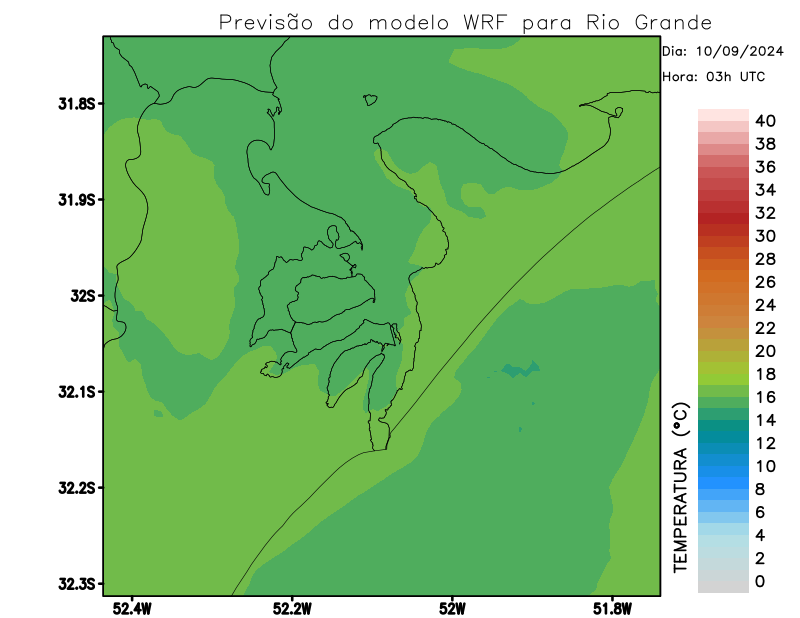 Previsão do modelo WRF para Rio Grande
Dia: 10/09/2024
Hora: 03h UTC
31.8S
31.9S
32S
32.1S
32.2S
32.3S
52.4W
52.2W
52W
51.8W
TEMPERATURA (°C)
40
38
36
34
32
30
28
26
24
22
20
18
16
14
12
10
8
6
4
2
0